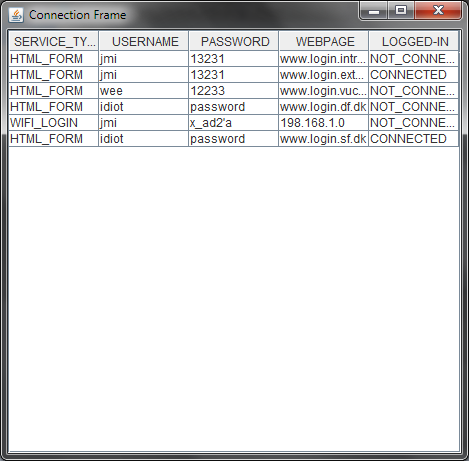 Connection Frame
SERVICE_TY... USERNAME PASSWORD WEBPAGE LOGGED-IN
HTML_FORM jmi 13231 www.login.intr... NOT_CONNE...
HTML_FORM jmi 13231 www.login.ext... CONNECTED
HTML_FORM wee 12233 www.login.vuc... NOT_CONNE...
HTML_FORM idiot password www.login.df.dk NOT_CONNE...
WIFI_LOGIN jmi x_ad2'a 198.168.1.0 NOT_CONNE...
HTML_FORM idiot password www.login.sf.dk CONNECTED